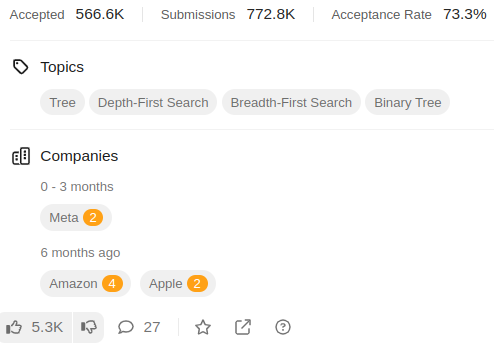 Accepted 566.6K Submissions 772.8K Acceptance Rate 73.3%
Topics
Tree Depth-First Search Breadth-First Search Binary Tree
Companies
0 - 3 months
Meta 2
6 months ago
Amazon 4 Apple 2
5.3K 27 ?